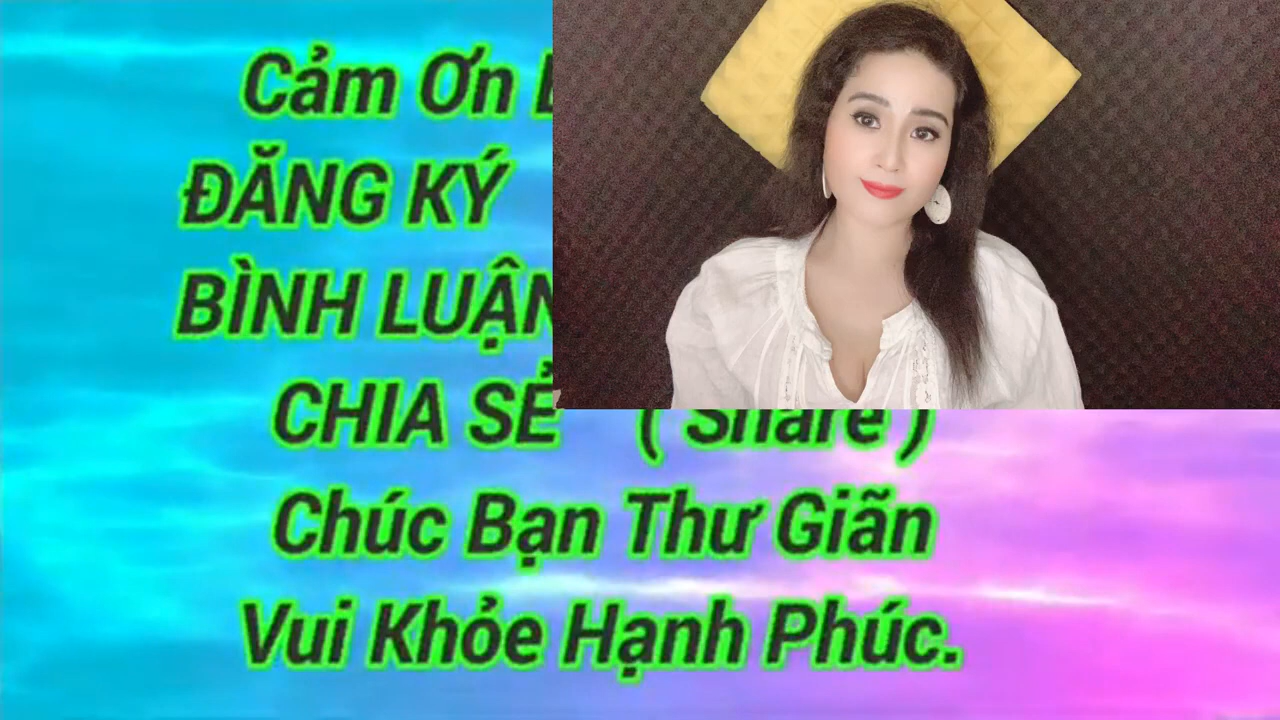 Cảm Ơn
ĐĂNG KÝ
BÌNH LUẬN
CHIA SẺ ( Share )
Chúc Bạn Thư Giãn
Vui Khỏe Hạnh Phúc.